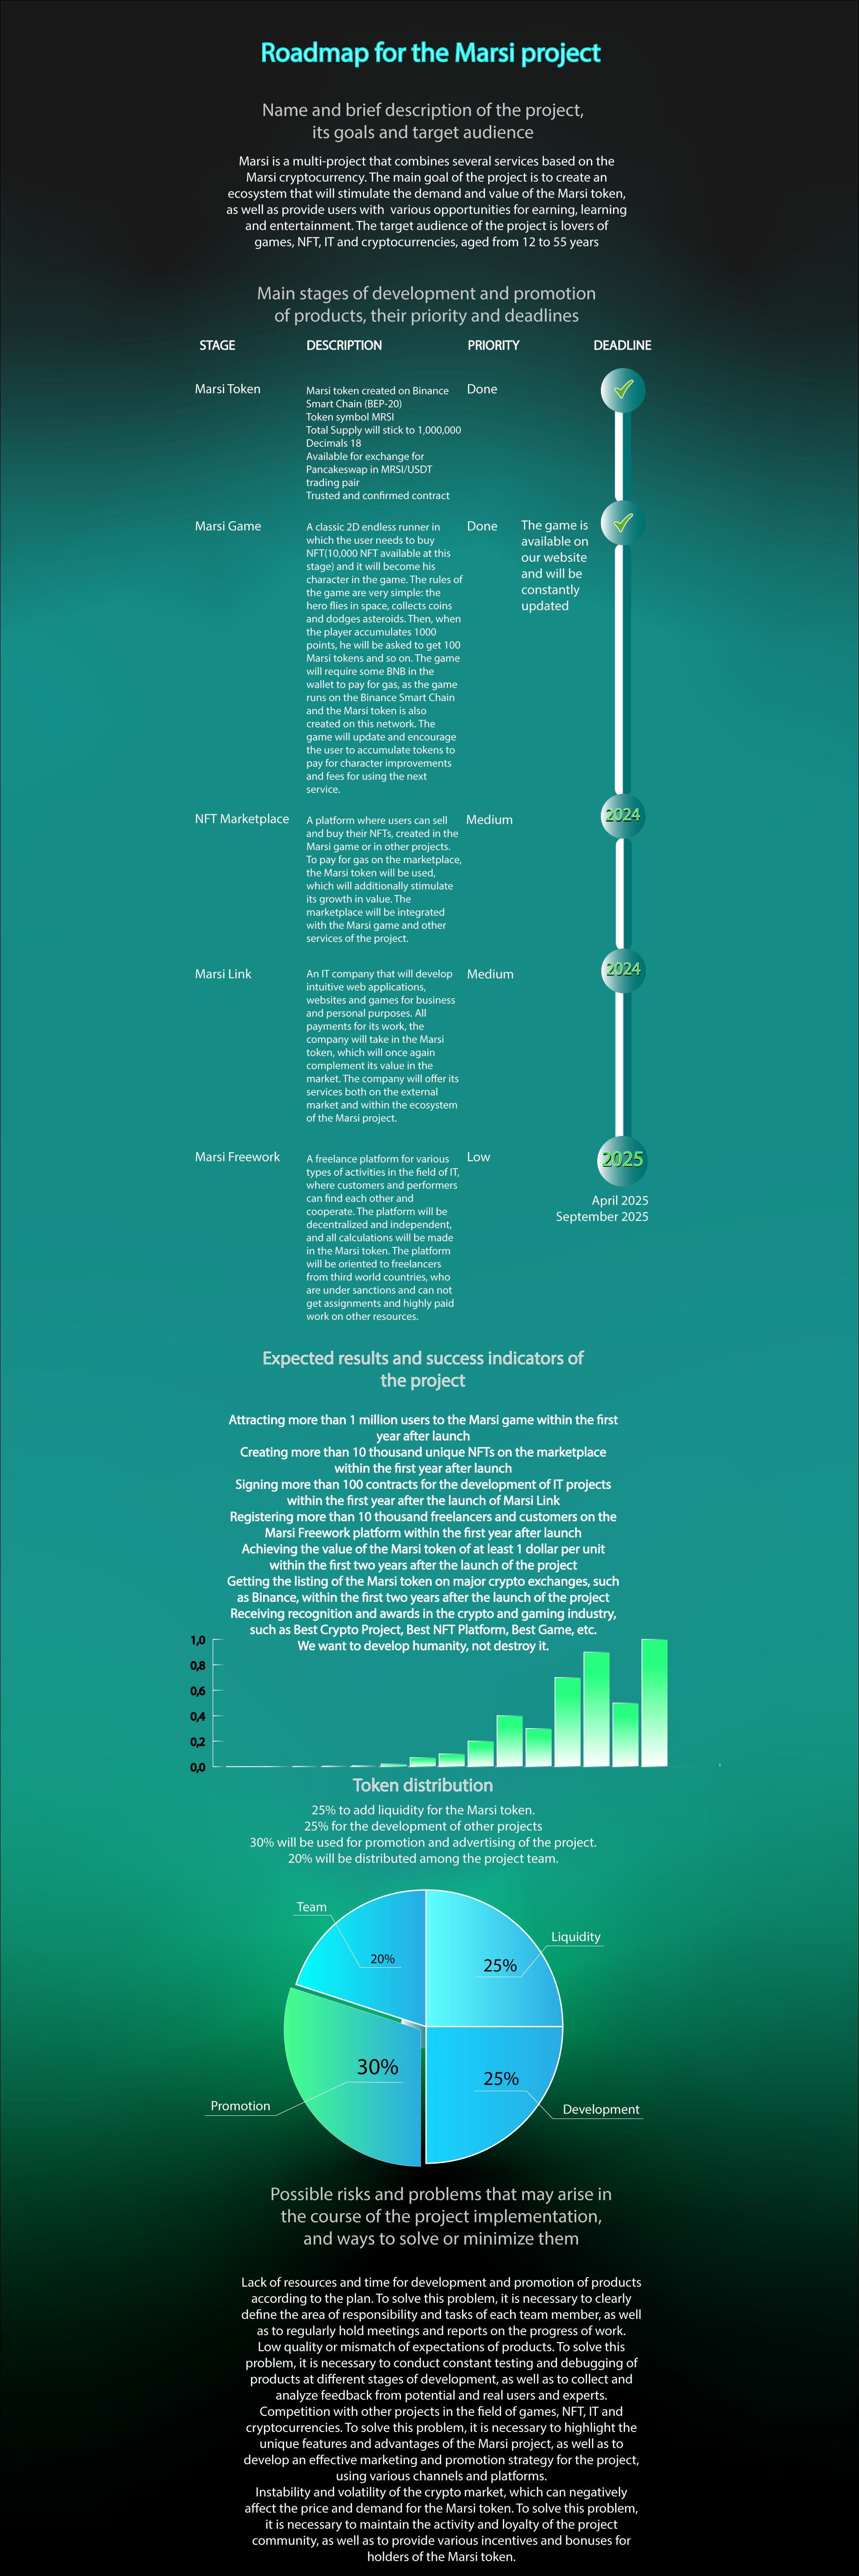 Roadmap for the Marsi project
Name and brief description of the project,
its goals and target audience
Marsi is a multi-project that combines several services based on the
Marsi cryptocurrency. The main goal of the project is to create an
ecosystem that will stimulate the demand and value of the Marsi token,
as well as provide users with various opportunities for earning, learning
and entertainment. The target audience of the project is lovers of
games, NFT, IT and cryptocurrencies, aged from 12 to 55 years
Main stages of development and promotion
of products, their priority and deadlines
STAGE DESCRIPTION PRIORITY DEADLINE
Marsi Token
Marsi token created on Binance
Smart Chain (BEP-20)
Token symbol MRSI
Total Supply will stick to 1,000,000
Decimals 18
Available for exchange for
Pancakeswap in MRSI/USDT
trading pair
Trusted and confirmed contract
Done
Marsi Game
A classic 2D endless runner in
which the user needs to buy
NFT(10,000 NFT available at this
stage) and it will become his
character in the game. The rules of
the game are very simple: the
hero flies in space, collects coins
and dodges asteroids. Then, when
the player accumulates 1000
points, he will be asked to get 100
Marsi tokens and so on. The game
will require some BNB in the
wallet to pay for gas, as the game
runs on the Binance Smart Chain
and the Marsi token is also
created on this network. The
game will update and encourage
the user to accumulate tokens to
pay for character improvements
and fees for using the next
service.
Done
The game is
available on
our website
and will be
constantly
updated
NFT Marketplace
A platform where users can sell
and buy their NFTs, created in the
Marsi game or in other projects.
To pay for gas on the marketplace,
the Marsi token will be used,
which will additionally stimulate
its growth in value. The
marketplace will be integrated
with the Marsi game and other
services of the project.
Medium
2024
Marsi Link
An IT company that will develop
intuitive web applications,
websites and games for business
and personal purposes. All
payments for its work, the
company will take in the Marsi
token, which will once again
complement its value in the
market. The company will offer its
services both on the external
market and within the ecosystem
of the Marsi project.
Medium
2024
Marsi Freework
A freelance platform for various
types of activities in the field of IT,
where customers and performers
can find each other and
cooperate. The platform will be
decentralized and independent,
and all calculations will be made
in the Marsi token. The platform
will be oriented to freelancers
from third world countries, who
are under sanctions and can not
get assignments and highly paid
work on other resources.
Low
2025
April 2025
September 2025
Expected results and success indicators of
the project
Attracting more than 1 million users to the Marsi game within the first
year after launch
Creating more than 10 thousand unique NFTs on the marketplace
within the first year after launch
Signing more than 100 contracts for the development of IT projects
within the first year after the launch of Marsi Link
Registering more than 10 thousand freelancers and customers on the
Marsi Freework platform within the first year after launch
Achieving the value of the Marsi token of at least 1 dollar per unit
within the first two years after the launch of the project
Getting the listing of the Marsi token on major crypto exchanges, such
as Binance, within the first two years after the launch of the project
Receiving recognition and awards in the crypto and gaming industry,
such as Best Crypto Project, Best NFT Platform, Best Game, etc.
We want to develop humanity, not destroy it.
1,0
0,8
0,6
0,4
0,2
0,0
Token distribution
25% to add liquidity for the Marsi token.
25% for the development of other projects
30% will be used for promotion and advertising of the project.
20% will be distributed among the project team.
Team
20%
Liquidity
25%
30%
25%
Promotion
Development
Possible risks and problems that may arise in
the course of the project implementation,
and ways to solve or minimize them
Lack of resources and time for development and promotion of products
according to the plan. To solve this problem, it is necessary to clearly
define the area of responsibility and tasks of each team member, as well
as to regularly hold meetings and reports on the progress of work.
Low quality or mismatch of expectations of products. To solve this
problem, it is necessary to conduct constant testing and debugging of
products at different stages of development, as well as to collect and
analyze feedback from potential and real users and experts.
Competition with other projects in the field of games, NFT, IT and
cryptocurrencies. To solve this problem, it is necessary to highlight the
unique features and advantages of the Marsi project, as well as to
develop an effective marketing and promotion strategy for the project,
using various channels and platforms.
Instability and volatility of the crypto market, which can negatively
affect the price and demand for the Marsi token. To solve this problem,
it is necessary to maintain the activity and loyalty of the project
community, as well as to provide various incentives and bonuses for
holders of the Marsi token.